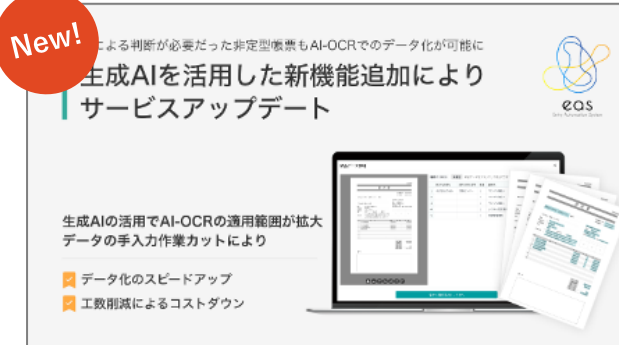 New!
による判断が必要だった非定型帳票もAI-OCRでのデータ化が可能に
生成AIを活用した新機能追加により
サービスアップデート
eas
生成AIの活用でAI-OCRの適用範囲が拡大
データの手入力作業カットにより
データ化のスピードアップ
工数削減によるコストダウン